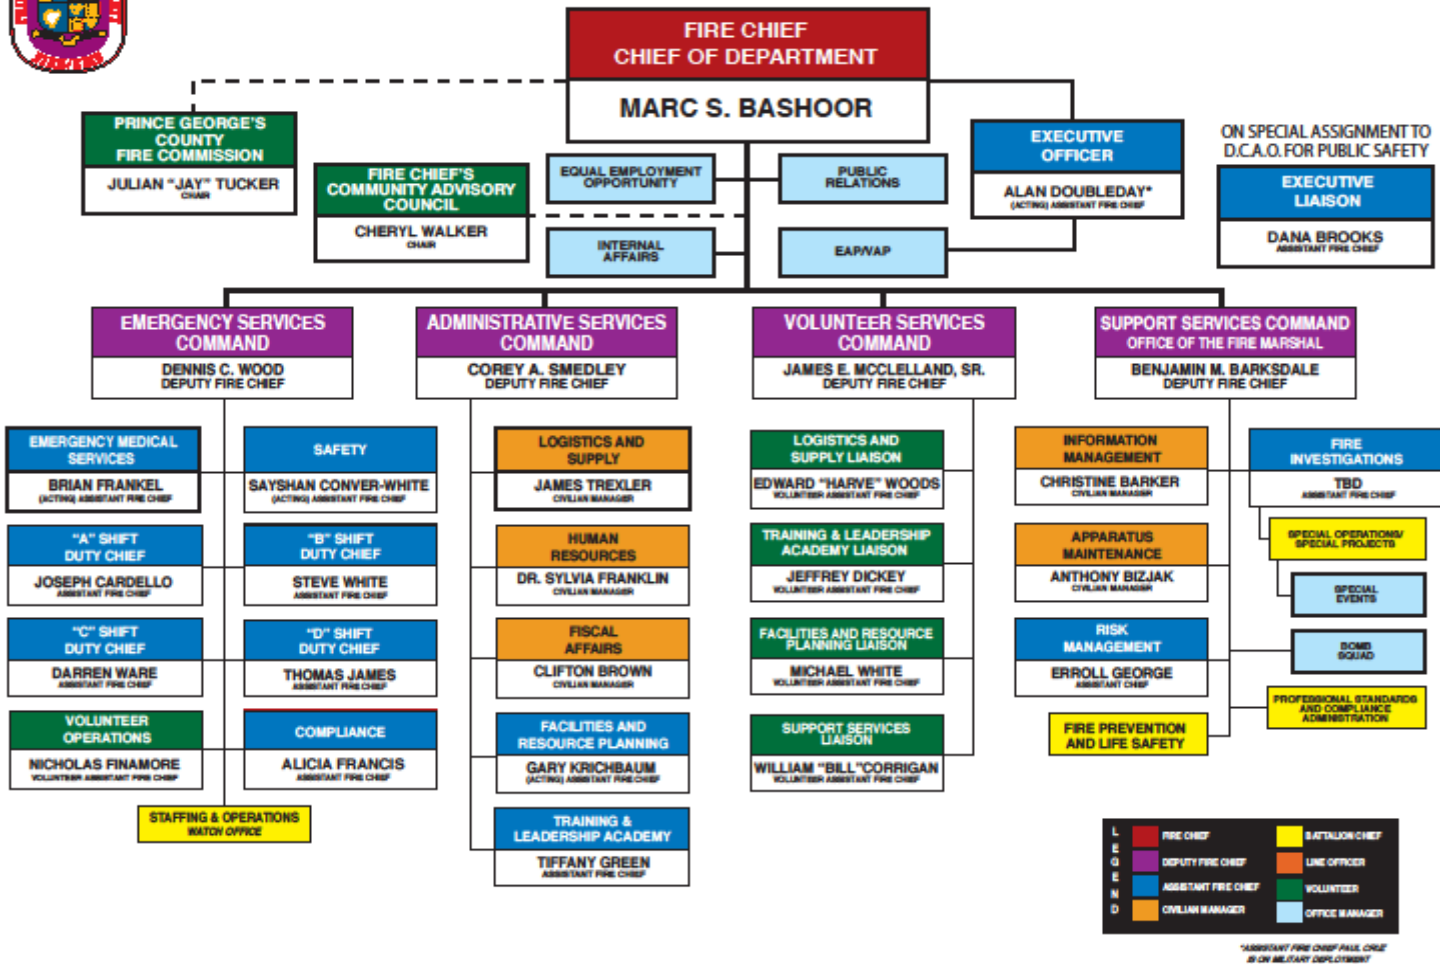 FIRE CHIEF
CHIEF OF DEPARTMENT
MARC S. BASHOOR
PRINCE GEORGE'S
COUNTY
FIRE COMMISSION
JULIAN "JAY" TUCKER
CHAIR
FIRE CHIEF'S
COMMUNITY ADVISORY
COUNCIL
CHERYL WALKER
CHAIR
EQUAL EMPLOYMENT
OPPORTUNITY
PUBLIC
RELATIONS
INTERNAL
AFFAIRS
EAP/VAP
EXECUTIVE
OFFICER
ALAN DOUBLEDAY*
(ACTING) ASSISTANT FIRE CHIEF
ON SPECIAL ASSIGNMENT TO
D.C.A.O. FOR PUBLIC SAFETY
EXECUTIVE
LIAISON
DANA BROOKS
ASSISTANT FIRE CHIEF
EMERGENCY SERVICES
COMMAND
DENNIS C. WOOD
DEPUTY FIRE CHIEF
EMERGENCY MEDICAL
SERVICES
BRIAN FRANKEL
(ACTING) ASSISTANT FIRE CHIEF
SAFETY
SAYSHAN CONVER-WHITE
(ACTING) ASSISTANT FIRE CHIEF
"A" SHIFT
DUTY CHIEF
JOSEPH CARDELLO
ASSISTANT FIRE CHIEF
"B" SHIFT
DUTY CHIEF
STEVE WHITE
ASSISTANT FIRE CHIEF
"C" SHIFT
DUTY CHIEF
DARREN WARE
ASSISTANT FIRE CHIEF
"D" SHIFT
DUTY CHIEF
THOMAS JAMES
ASSISTANT FIRE CHIEF
VOLUNTEER
OPERATIONS
NICHOLAS FINAMORE
VOLUNTEER ASSISTANT FIRE CHIEF
COMPLIANCE
ALICIA FRANCIS
ASSISTANT FIRE CHIEF
STAFFING & OPERATIONS
WATCH OFFICE
ADMINISTRATIVE SERVICES
COMMAND
COREY A. SMEDLEY
DEPUTY FIRE CHIEF
LOGISTICS AND
SUPPLY
JAMES TREXLER
CIVILIAN MANAGER
HUMAN
RESOURCES
DR. SYLVIA FRANKLIN
CIVILIAN MANAGER
FISCAL
AFFAIRS
CLIFTON BROWN
CIVILIAN MANAGER
FACILITIES AND
RESOURCE PLANNING
GARY KRICHBAUM
(ACTING) ASSISTANT FIRE CHIEF
TRAINING &
LEADERSHIP ACADEMY
TIFFANY GREEN
ASSISTANT FIRE CHIEF
VOLUNTEER SERVICES
COMMAND
JAMES E. MCCLELLAND, SR.
DEPUTY FIRE CHIEF
LOGISTICS AND
SUPPLY LIAISON
EDWARD "HARVE" WOODS
VOLUNTEER ASSISTANT FIRE CHIEF
TRAINING & LEADERSHIP
ACADEMY LIAISON
JEFFREY DICKEY
VOLUNTEER ASSISTANT FIRE CHIEF
FACILITIES AND RESOURCE
PLANNING LIAISON
MICHAEL WHITE
VOLUNTEER ASSISTANT FIRE CHIEF
SUPPORT SERVICES
LIAISON
WILLIAM "BILL"CORRIGAN
VOLUNTEER ASSISTANT FIRE CHIEF
SUPPORT SERVICES COMMAND
OFFICE OF THE FIRE MARSHAL
BENJAMIN M. BARKSDALE
DEPUTY FIRE CHIEF
INFORMATION
MANAGEMENT
CHRISTINE BARKER
CIVILIAN MANAGER
APPARATUS
MAINTENANCE
ANTHONY BIZJAK
CIVILIAN MANAGER
RISK
MANAGEMENT
ERROLL GEORGE
ASSISTANT CHIEF
FIRE PREVENTION
AND LIFE SAFETY
FIRE
INVESTIGATIONS
TBD
ASSISTANT FIRE CHIEF
SPECIAL OPERATIONS/
SPECIAL PROJECTS
SPECIAL
EVENTS
BOMB
SQUAD
PROFESSIONAL STANDARDS
AND COMPLIANCE
ADMINISTRATION
LEGEND
FIRE CHIEF
DEPUTY FIRE CHIEF
ASSISTANT FIRE CHIEF
CIVILIAN MANAGER
BATTALION CHIEF
LINE OFFICER
VOLUNTEER
OFFICE MANAGER
*ASSISTANT FIRE CHIEF PAUL
IS ON MILITARY DEPLOYMENT